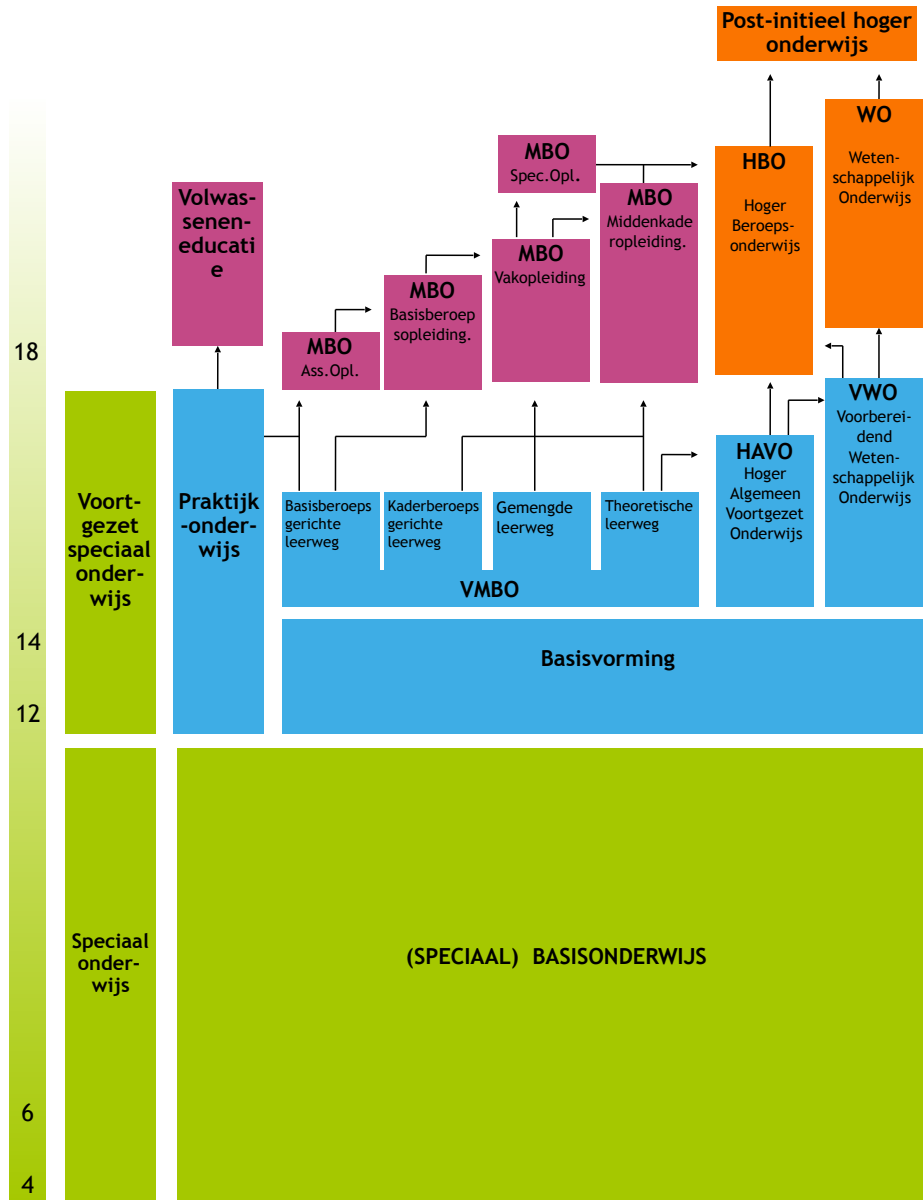 Post-initieel hoger
onderwijs
WO
Weten-
schappelijk
Onderwijs
HBO
Hoger
Beroeps-
onderwijs
MBO
Spec.Opl.
MBO
Middenkade
ropleiding.
MBO
Vakopleiding
MBO
Basisberoep
sopleiding.
MBO
Ass.Opl.
Volwas-
senen-
educati
e
18
VWO
Voorberei-
dend
Weten-
schappelijk
Onderwijs
HAVO
Hoger
Algemeen
Voortgezet
Onderwijs
Voort-
gezet
speciaal
onder-
wijs
Praktijk
-onder-
wijs
Basisberoeps
gerichte
leerweg
Kaderberoeps
gerichte
leerweg
Gemengde
leerweg
Theoretische
leerweg
VMBO
14
Basisvorming
12
Speciaal
onder-
wijs
(SPECIAAL) BASISONDERWIJS
6
4